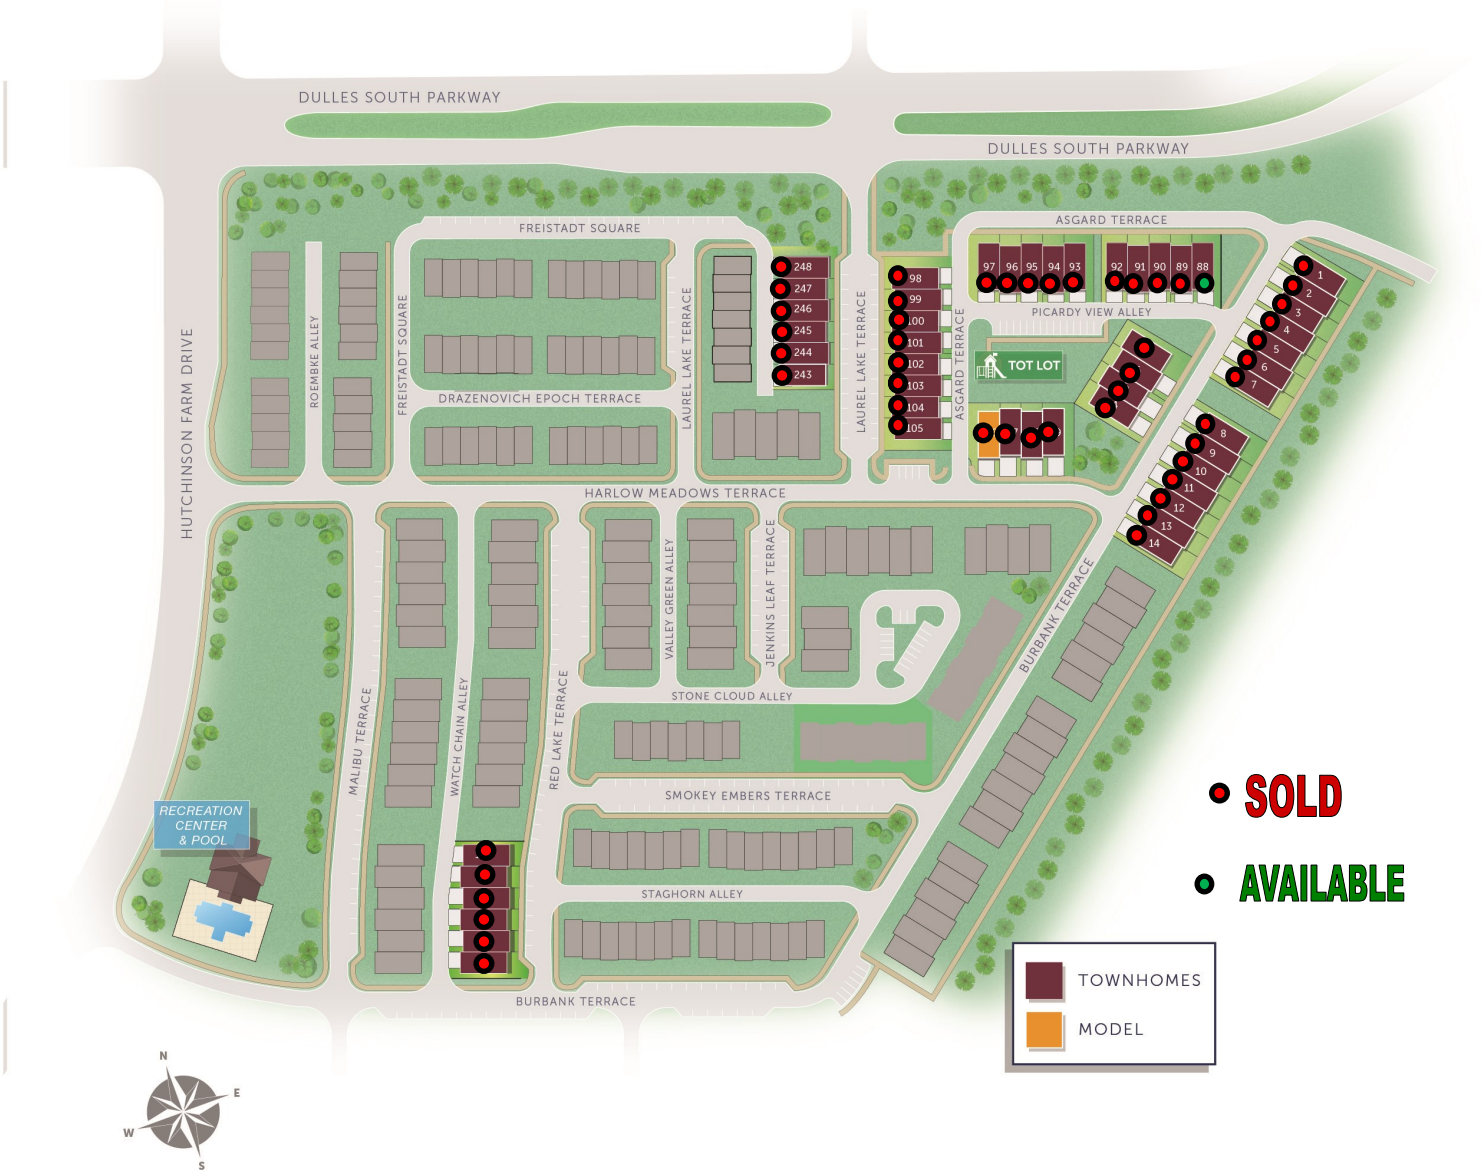 DULLES SOUTH PARKWAY
DULLES SOUTH PARKWAY
ASGARD TERRACE
FREISTADT SQUARE
248
247
246
245
244
243
98
99
100
101
102
103
104
105
97 96 95 94 93
92 91 90 89 88
PICARDY VIEW ALLEY
TOT LOT
1
2
3
4
5
6
7
8
9
10
11
12
13
14
HUTCHINSON FARM DRIVE
ROEMBKE ALLEY
FREISTADT SQUARE
DRAZENOVICH EPOCH TERRACE
LAUREL LAKE TERRACE
LAUREL LAKE TERRACE
ASGARD TERRACE
HARLOW MEADOWS TERRACE
VALLEY GREEN ALLEY
JENKINS LEAF TERRACE
BURBANK TERRACE
MALIBU TERRACE
WATCH CHAIN ALLEY
RED LAKE TERRACE
STONE CLOUD ALLEY
SMOKEY EMBERS TERRACE
STAGHORN ALLEY
BURBANK TERRACE
RECREATION
CENTER
& POOL
SOLD
AVAILABLE
TOWNHOMES
MODEL
N
E
W
S